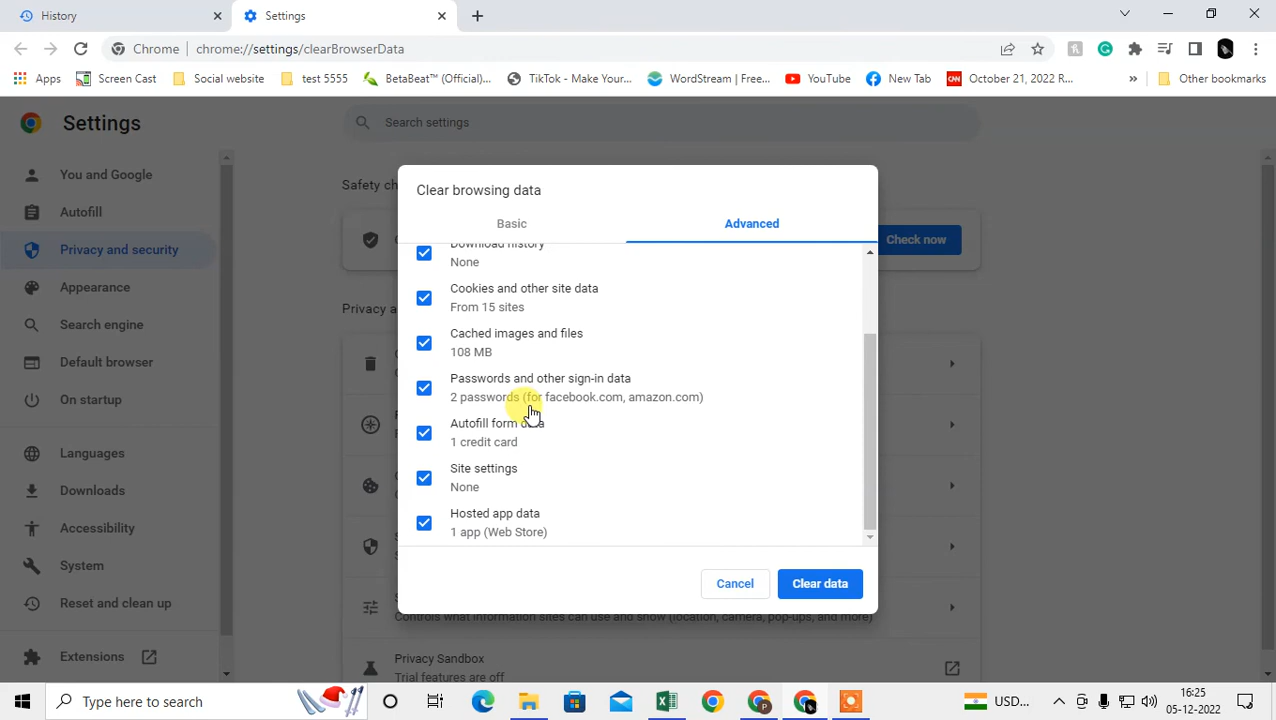 History
Settings
Chrome
chrome://settings/clearBrowserData
Apps
Screen Cast
Social website
test 5555
BetaBeat™ (Official)...
TikTok - Make Your...
WordStream | Free...
YouTube
New Tab
CNN
October 21, 2022 R...
»
Other bookmarks
Settings
Search settings
You and Google
Autofill
Privacy and security
Appearance
Search engine
Default browser
On startup
Languages
Downloads
Accessibility
System
Reset and clean up
Extensions
Safety ch
Check now
Privacy a
Clear browsing data
Basic
Advanced
Download history
None
Cookies and other site data
From 15 sites
Cached images and files
108 MB
Passwords and other sign-in data
2 passwords (for facebook.com, amazon.com)
Autofill form data
1 credit card
Site settings
None
Hosted app data
1 app (Web Store)
Cancel
Clear data
Controls what information sites can use and show (location, camera, pop-ups, and more)
Privacy Sandbox
Trial features are off
Type here to search
USD...
16:25
05-12-2022